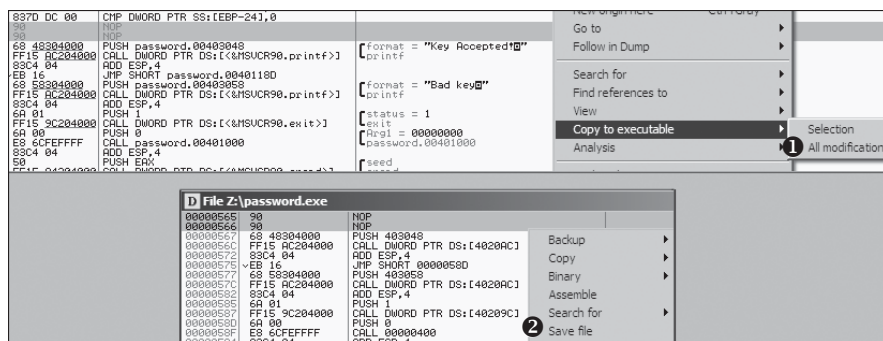 837D DC 00 CMP DWORD PTR SS:[EBP-24],0
90 NOP
90 NOP
68 48304000 PUSH password.00403048 format = "Key Accepted!
FF15 AC204000 CALL DWORD PTR DS:[<&MSVCR90.printf>] printf
83C4 04 ADD ESP,4
EB 16 JMP SHORT password.0040118D
68 58304000 PUSH password.00403058 format = "Bad key
FF15 AC204000 CALL DWORD PTR DS:[<&MSVCR90.printf>] printf
83C4 04 ADD ESP,4
6A 01 PUSH 1 status = 1
FF15 9C204000 CALL DWORD PTR DS:[<&MSVCR90.exit>] exit
6A 00 PUSH 0 Arg1 = 00000000
E8 6CFEFFFF CALL password.00401000 password.00401000
83C4 04 ADD ESP,4
50 PUSH EAX seed
New origin here
Go to
Follow in Dump
Search for
Find references to
View
Copy to executable
Analysis
Selection
1 All modification
D File Z:\password.exe
00000565 90 NOP
00000566 90 NOP
00000567 68 48304000 PUSH 403048
0000056C FF15 AC204000 CALL DWORD PTR DS:[4020AC]
00000572 83C4 04 ADD ESP,4
00000575 EB 16 JMP SHORT 0000058D
00000577 68 58304000 PUSH 403058
0000057C FF15 AC204000 CALL DWORD PTR DS:[4020AC]
00000582 83C4 04 ADD ESP,4
00000585 6A 01 PUSH 1
00000587 FF15 9C204000 CALL DWORD PTR DS:[40209C]
0000058D 6A 00 PUSH 0
0000058F E8 6CFEFFFF CALL 00000400
Backup
Copy
Binary
Assemble
Search for
2 Save file